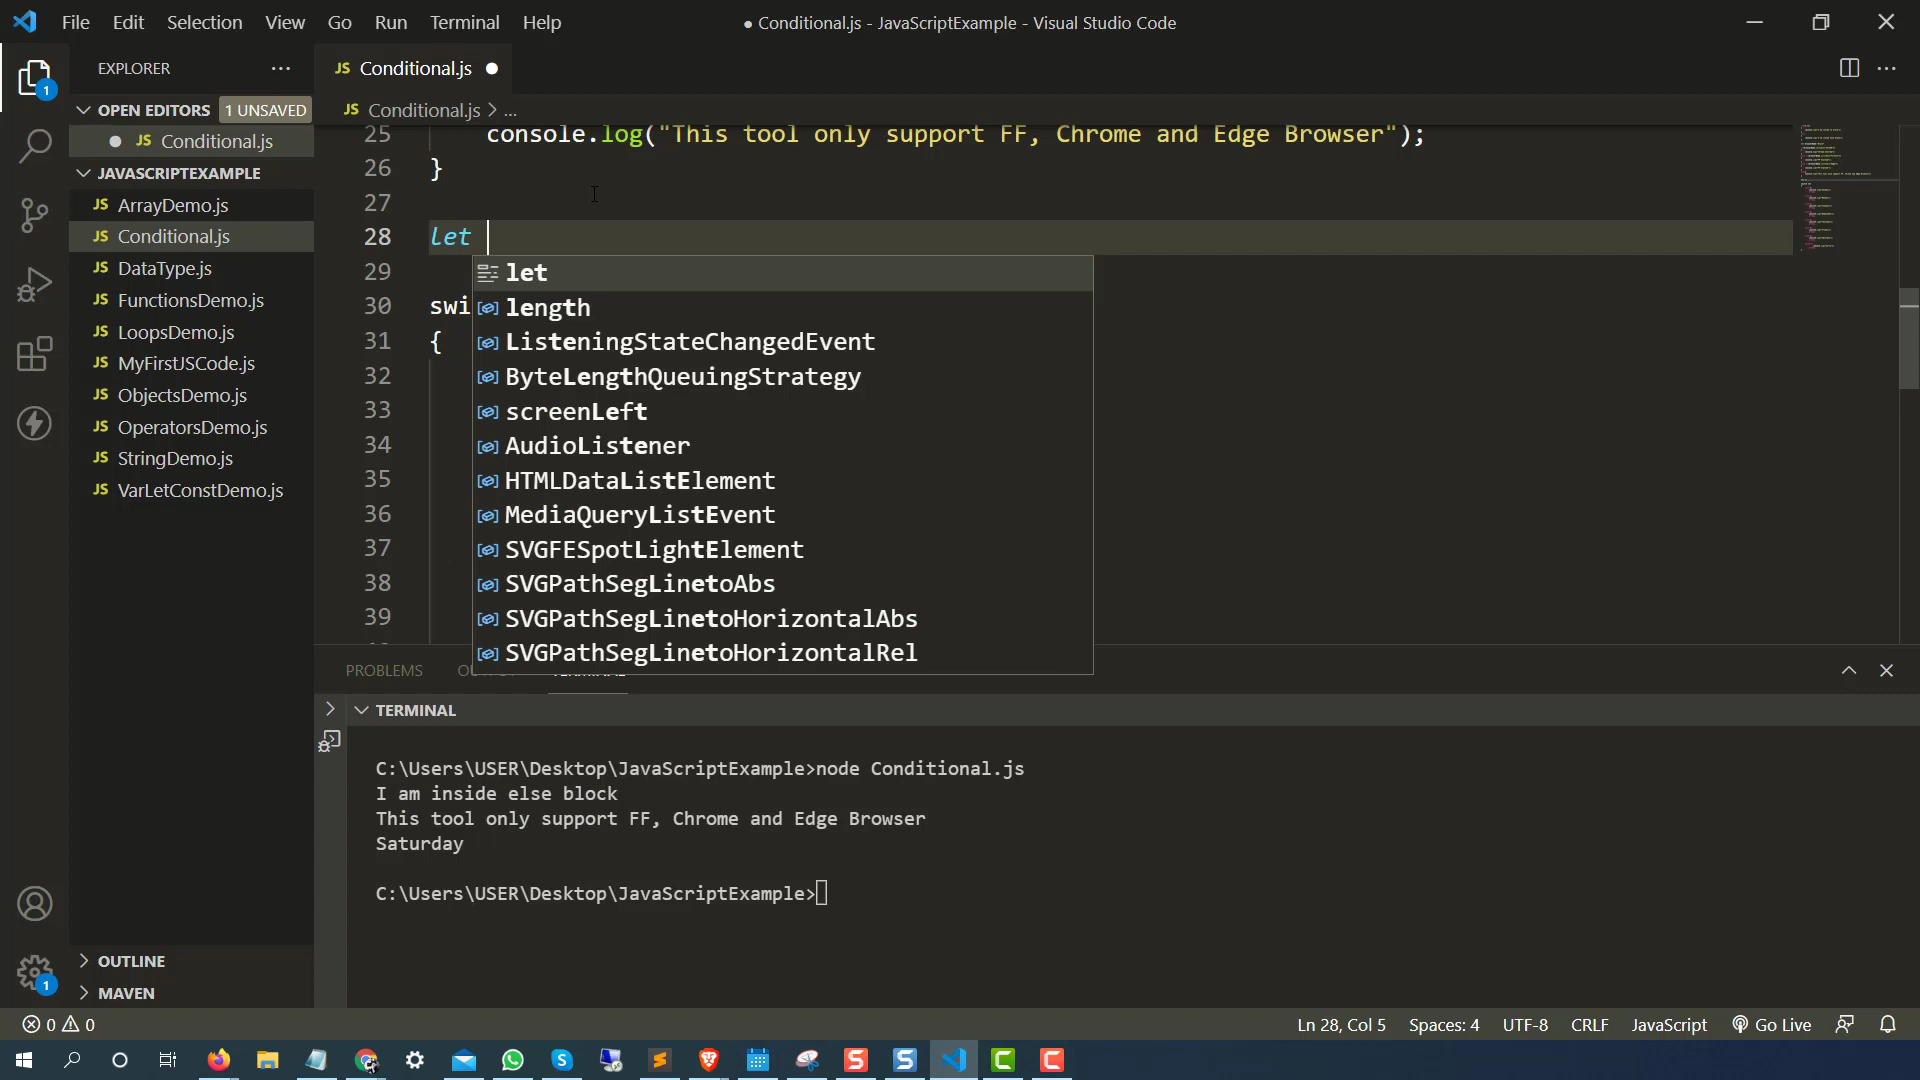 File Edit Selection View Go Run Terminal Help
● Conditional.js - JavaScriptExample - Visual Studio Code
EXPLORER
OPEN EDITORS 1 UNSAVED
JS Conditional.js
JAVASCRIPTEXAMPLE
JS ArrayDemo.js
JS Conditional.js
JS DataType.js
JS FunctionsDemo.js
JS LoopsDemo.js
JS MyFirstJSCode.js
JS ObjectsDemo.js
JS OperatorsDemo.js
JS StringDemo.js
JS VarLetConstDemo.js
OUTLINE
MAVEN
1
1
JS Conditional.js
JS Conditional.js > ...
25 console.log("This tool only support FF, Chrome and Edge Browser");
26 }
27
28 let
29
30 swi
31 {
32
33
34
35
36
37
38
39
let
length
ListeningStateChangedEvent
ByteLengthQueuingStrategy
screenLeft
AudioListener
HTMLDataListElement
MediaQueryListEvent
SVGFESpotLightElement
SVGPathSegLinetoAbs
SVGPathSegLinetoHorizontalAbs
SVGPathSegLinetoHorizontalRel
PROBLEMS
TERMINAL
C:\Users\USER\Desktop\JavaScriptExample>node Conditional.js
I am inside else block
This tool only support FF, Chrome and Edge Browser
Saturday
C:\Users\USER\Desktop\JavaScriptExample>
0 0
Ln 28, Col 5 Spaces: 4 UTF-8 CRLF JavaScript Go Live